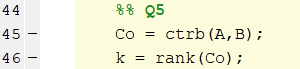 44 %% Q5
45 – Co = ctrb(A,B);
46 – k = rank(Co);